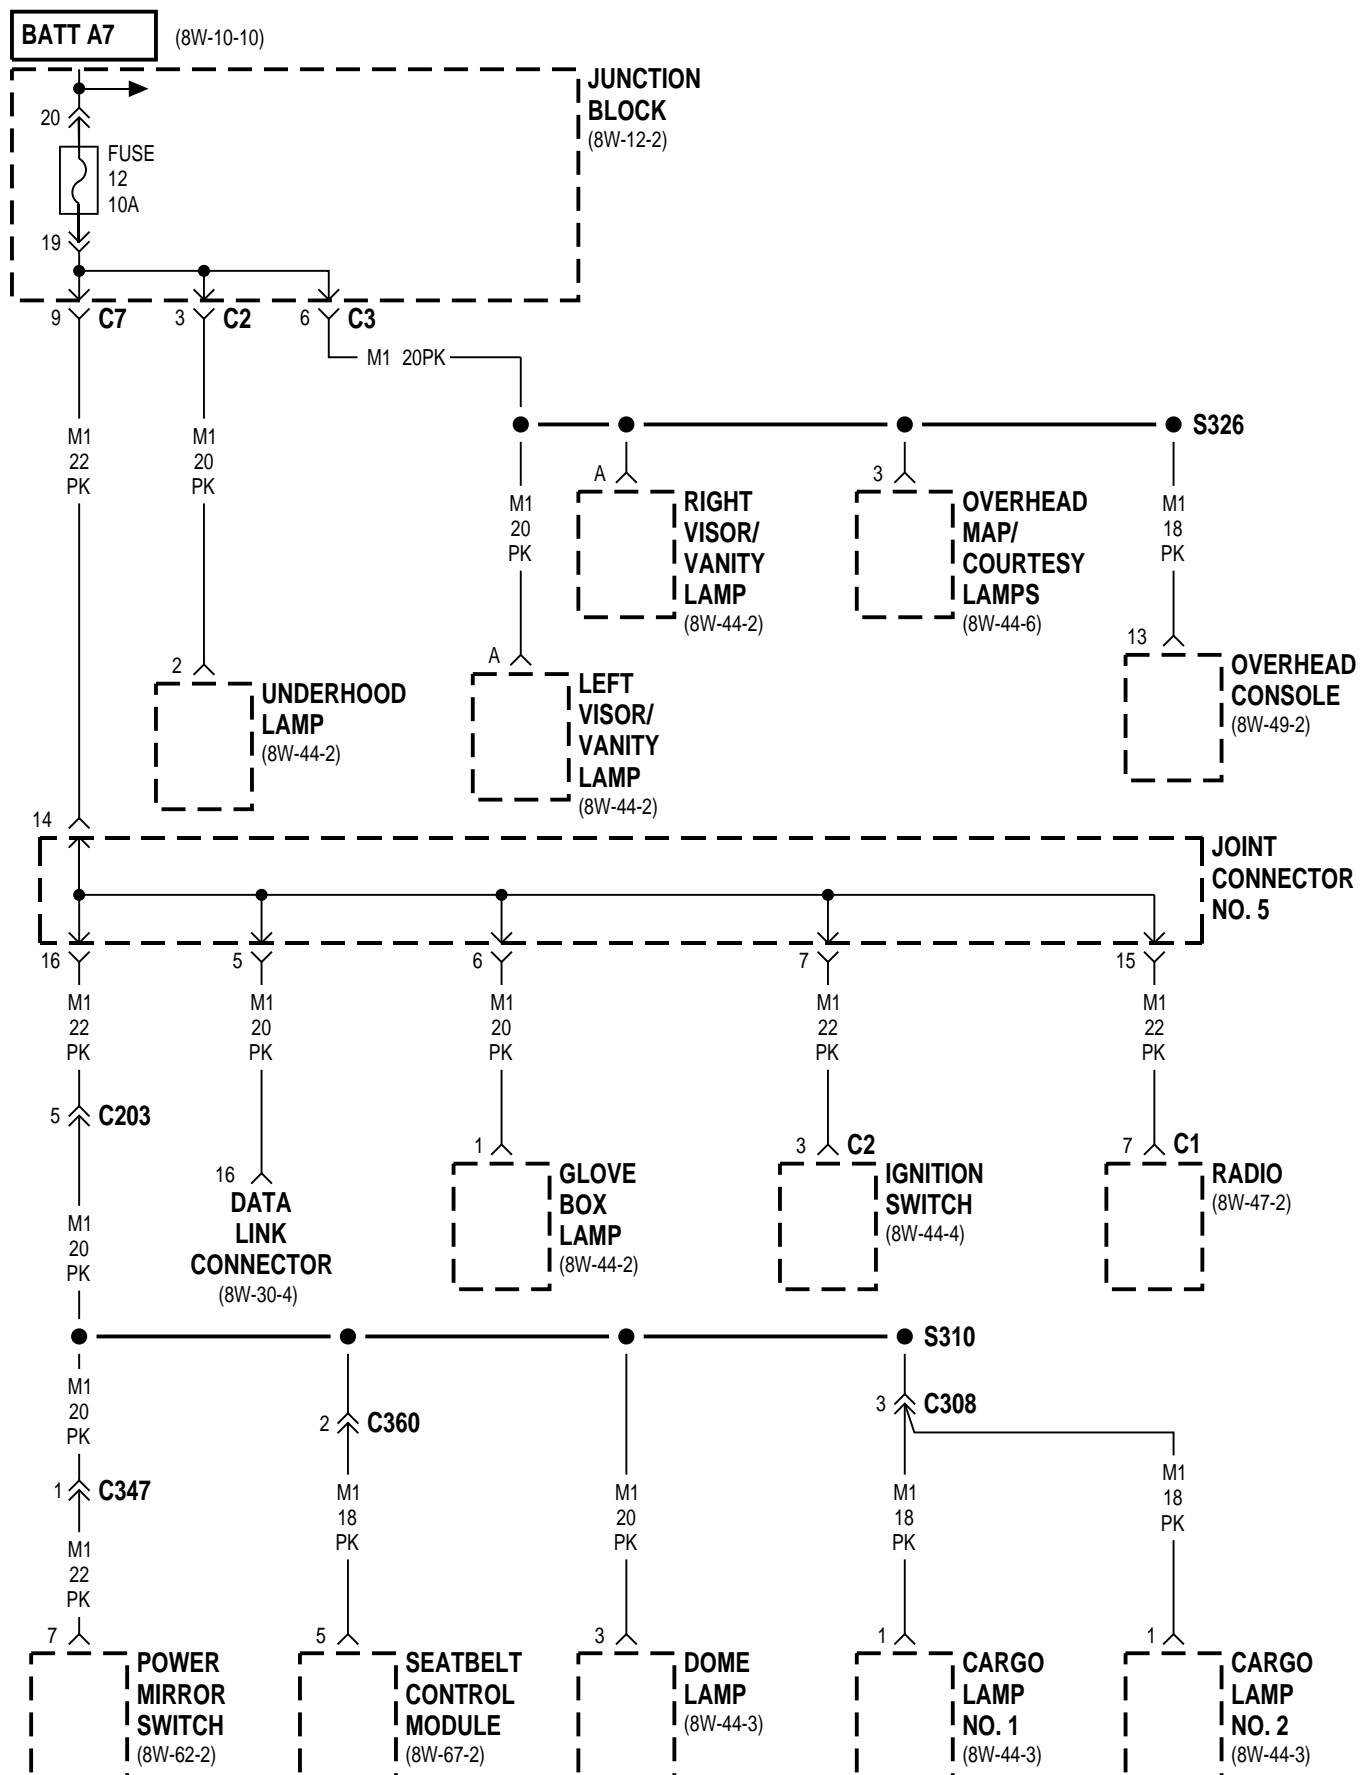 BATT A7
(8W-10-10)
JUNCTION
BLOCK
(8W-12-2)
20
FUSE
12
10A
19
9 C7
3 C2
6 C3
M1 20PK
M1
22
PK
M1
20
PK
S326
M1
20
PK
A
RIGHT
VISOR/
VANITY
LAMP
(8W-44-2)
3
OVERHEAD
MAP/
COURTESY
LAMPS
(8W-44-6)
M1
18
PK
2
UNDERHOOD
LAMP
(8W-44-2)
A
LEFT
VISOR/
VANITY
LAMP
(8W-44-2)
13
OVERHEAD
CONSOLE
(8W-49-2)
14
JOINT
CONNECTOR
NO. 5
16
5
6
7
15
M1
22
PK
M1
20
PK
M1
20
PK
M1
22
PK
M1
22
PK
5 C203
16
DATA
LINK
CONNECTOR
(8W-30-4)
1
GLOVE
BOX
LAMP
(8W-44-2)
3 C2
IGNITION
SWITCH
(8W-44-4)
7 C1
RADIO
(8W-47-2)
M1
20
PK
S310
M1
20
PK
2 C360
3 C308
1 C347
M1
22
PK
M1
18
PK
M1
20
PK
M1
18
PK
M1
18
PK
7
POWER
MIRROR
SWITCH
(8W-62-2)
5
SEATBELT
CONTROL
MODULE
(8W-67-2)
3
DOME
LAMP
(8W-44-3)
1
CARGO
LAMP
NO. 1
(8W-44-3)
1
CARGO
LAMP
NO. 2
(8W-44-3)